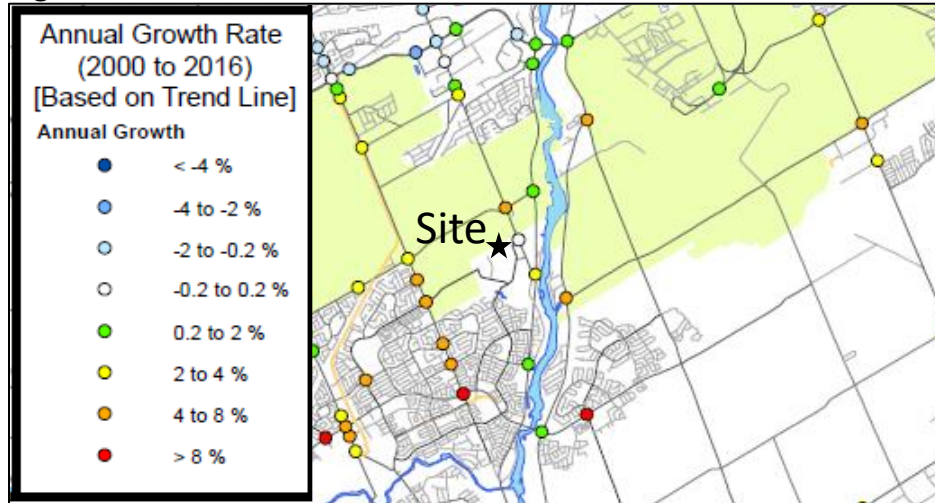 Annual Growth Rate
(2000 to 2016)
[Based on Trend Line]
Annual Growth
< -4 %
-4 to -2 %
-2 to -0.2 %
-0.2 to 0.2 %
0.2 to 2 %
2 to 4 %
4 to 8 %
> 8 %
Site